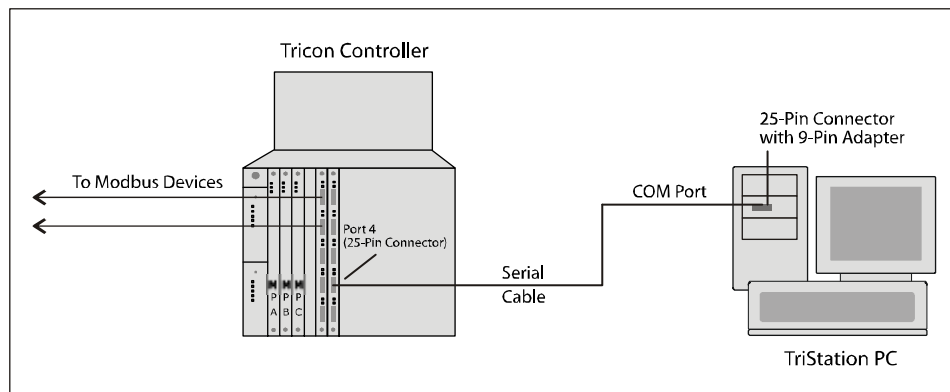 Tricon Controller
25-Pin Connector
with 9-Pin Adapter
To Modbus Devices
COM Port
Port 4
(25-Pin Connector)
Serial
Cable
M M M
P P P
A B C
TriStation PC